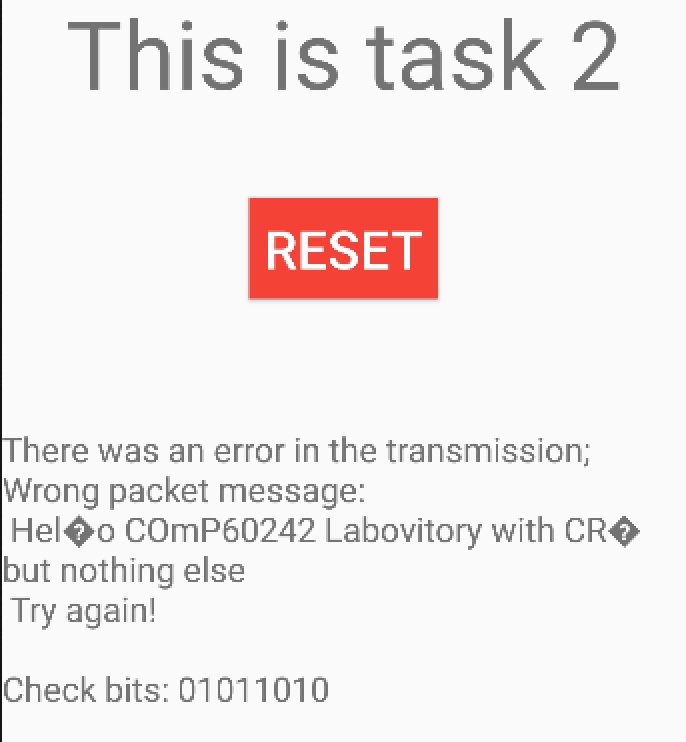 This is task 2
RESET
There was an error in the transmission;
Wrong packet message:
Hel�o COmP60242 Labovitory with CR�
but nothing else
Try again!
Check bits: 01011010